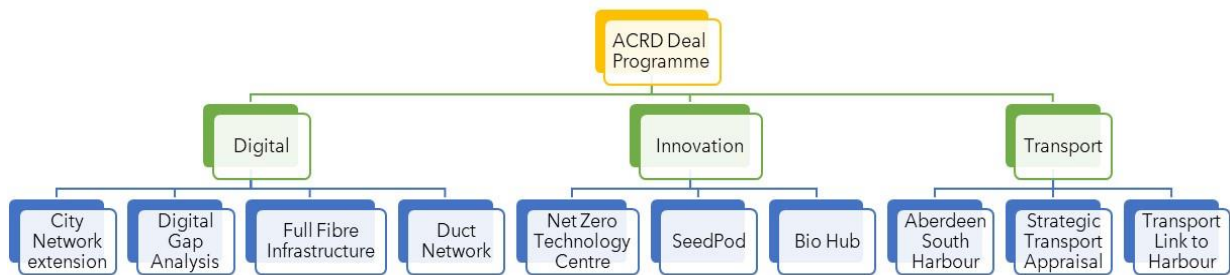 ACRD Deal
Programme
Digital
Innovation
Transport
City
Network
extension
Digital
Gap
Analysis
Full Fibre
Infrastructure
Duct
Network
Net Zero
Technology
Centre
SeedPod
Bio Hub
Aberdeen
South
Harbour
Strategic
Transport
Appraisal
Transport
Link to
Harbour